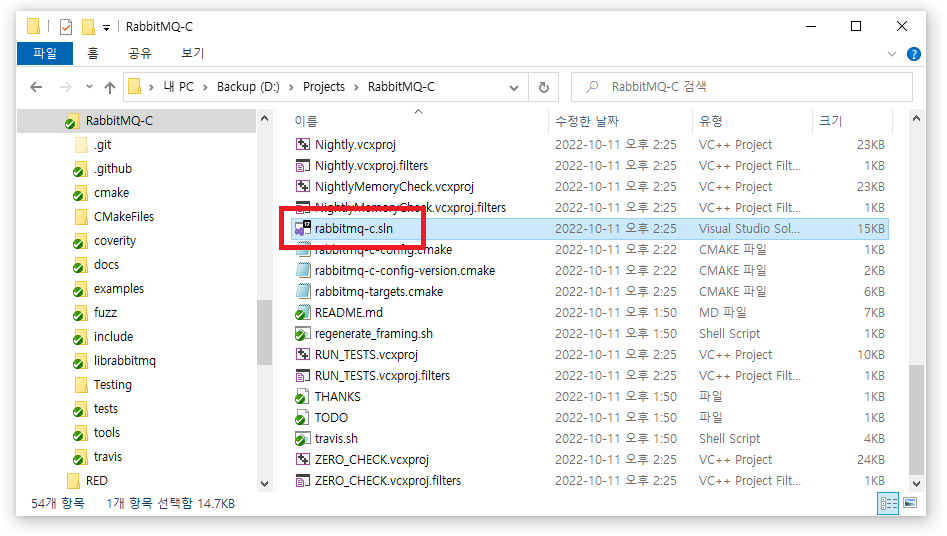 RabbitMQ-C
파일 홈 공유 보기
내 PC Backup (D:) Projects RabbitMQ-C RabbitMQ-C 검색
RabbitMQ-C
.git
.github
cmake
CMakeFiles
coverity
docs
examples
fuzz
include
librabbitmq
Testing
tests
tools
travis
RED
이름 수정한 날짜 유형 크기
Nightly.vcxproj 2022-10-11 오후 2:25 VC++ Project 23KB
Nightly.vcxproj.filters 2022-10-11 오후 2:25 VC++ Project Filt... 1KB
NightlyMemoryCheck.vcxproj 2022-10-11 오후 2:25 VC++ Project 23KB
NightlyMemoryCheck.vcxproj.filters 2022-10-11 오후 2:25 VC++ Project Filt... 1KB
rabbitmq-c.sln 2022-10-11 오후 2:25 Visual Studio Sol... 15KB
rabbitmq-c-config.cmake 2022-10-11 오후 2:22 CMAKE 파일 1KB
rabbitmq-c-config-version.cmake 2022-10-11 오후 2:22 CMAKE 파일 2KB
rabbitmq-targets.cmake 2022-10-11 오후 2:25 CMAKE 파일 6KB
README.md 2022-10-11 오후 1:50 MD 파일 7KB
regenerate_framing.sh 2022-10-11 오후 1:50 Shell Script 1KB
RUN_TESTS.vcxproj 2022-10-11 오후 2:25 VC++ Project 10KB
RUN_TESTS.vcxproj.filters 2022-10-11 오후 2:25 VC++ Project Filt... 1KB
THANKS 2022-10-11 오후 1:50 파일 1KB
TODO 2022-10-11 오후 1:50 파일 1KB
travis.sh 2022-10-11 오후 1:50 Shell Script 4KB
ZERO_CHECK.vcxproj 2022-10-11 오후 2:25 VC++ Project 24KB
ZERO_CHECK.vcxproj.filters 2022-10-11 오후 2:25 VC++ Project Filt... 1KB
54개 항목 1개 항목 선택함 14.7KB